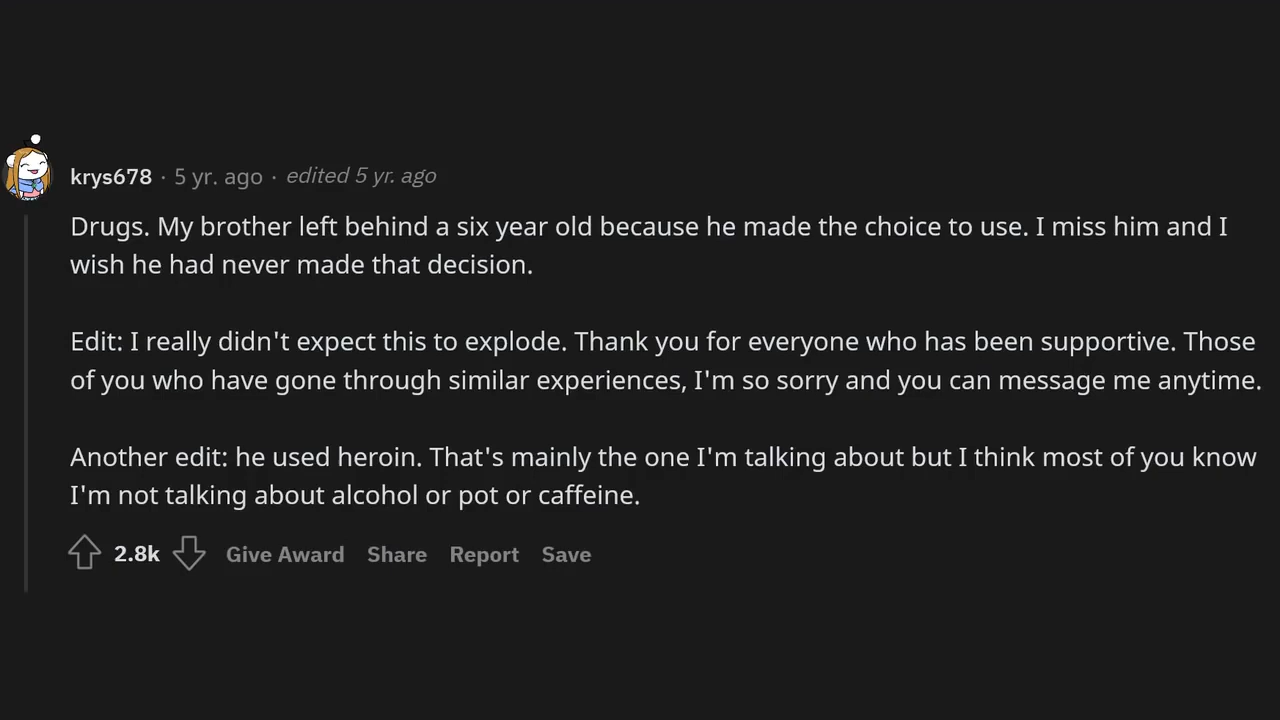 krys678 · 5 yr. ago · edited 5 yr. ago
Drugs. My brother left behind a six year old because he made the choice to use. I miss him and I
wish he had never made that decision.
Edit: I really didn't expect this to explode. Thank you for everyone who has been supportive. Those
of you who have gone through similar experiences, I'm so sorry and you can message me anytime.
Another edit: he used heroin. That's mainly the one I'm talking about but I think most of you know
I'm not talking about alcohol or pot or caffeine.
2.8k Give Award Share Report Save